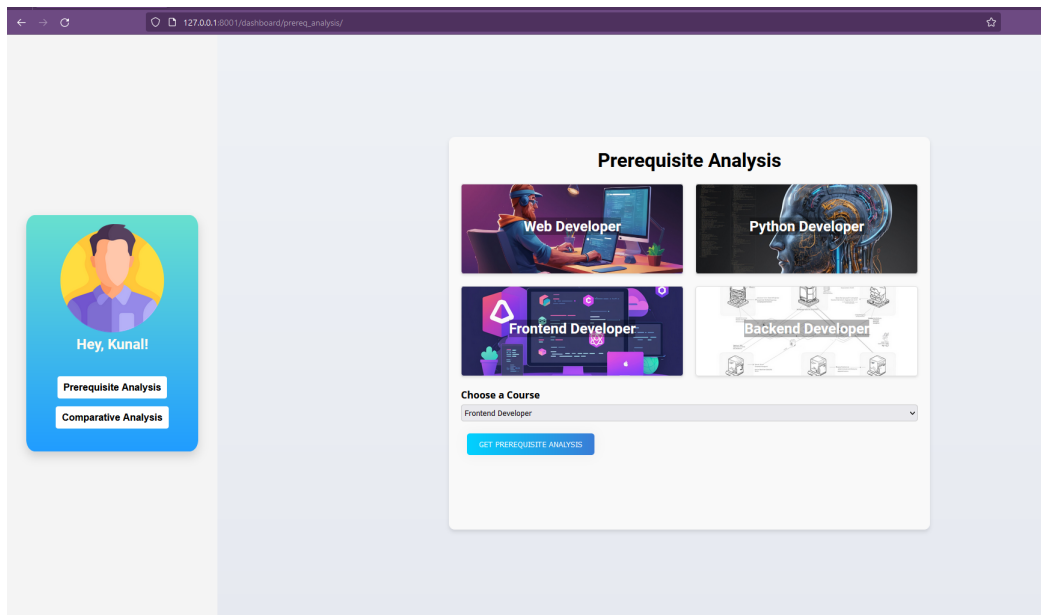 127.0.0.1:8001/dashboard/prereq_analysis/
Hey, Kunal!
Prerequisite Analysis
Comparative Analysis
Prerequisite Analysis
Web Developer
Python Developer
Frontend Developer
Backend Developer
Choose a Course
Frontend Developer
GET PREREQUISITE ANALYSIS